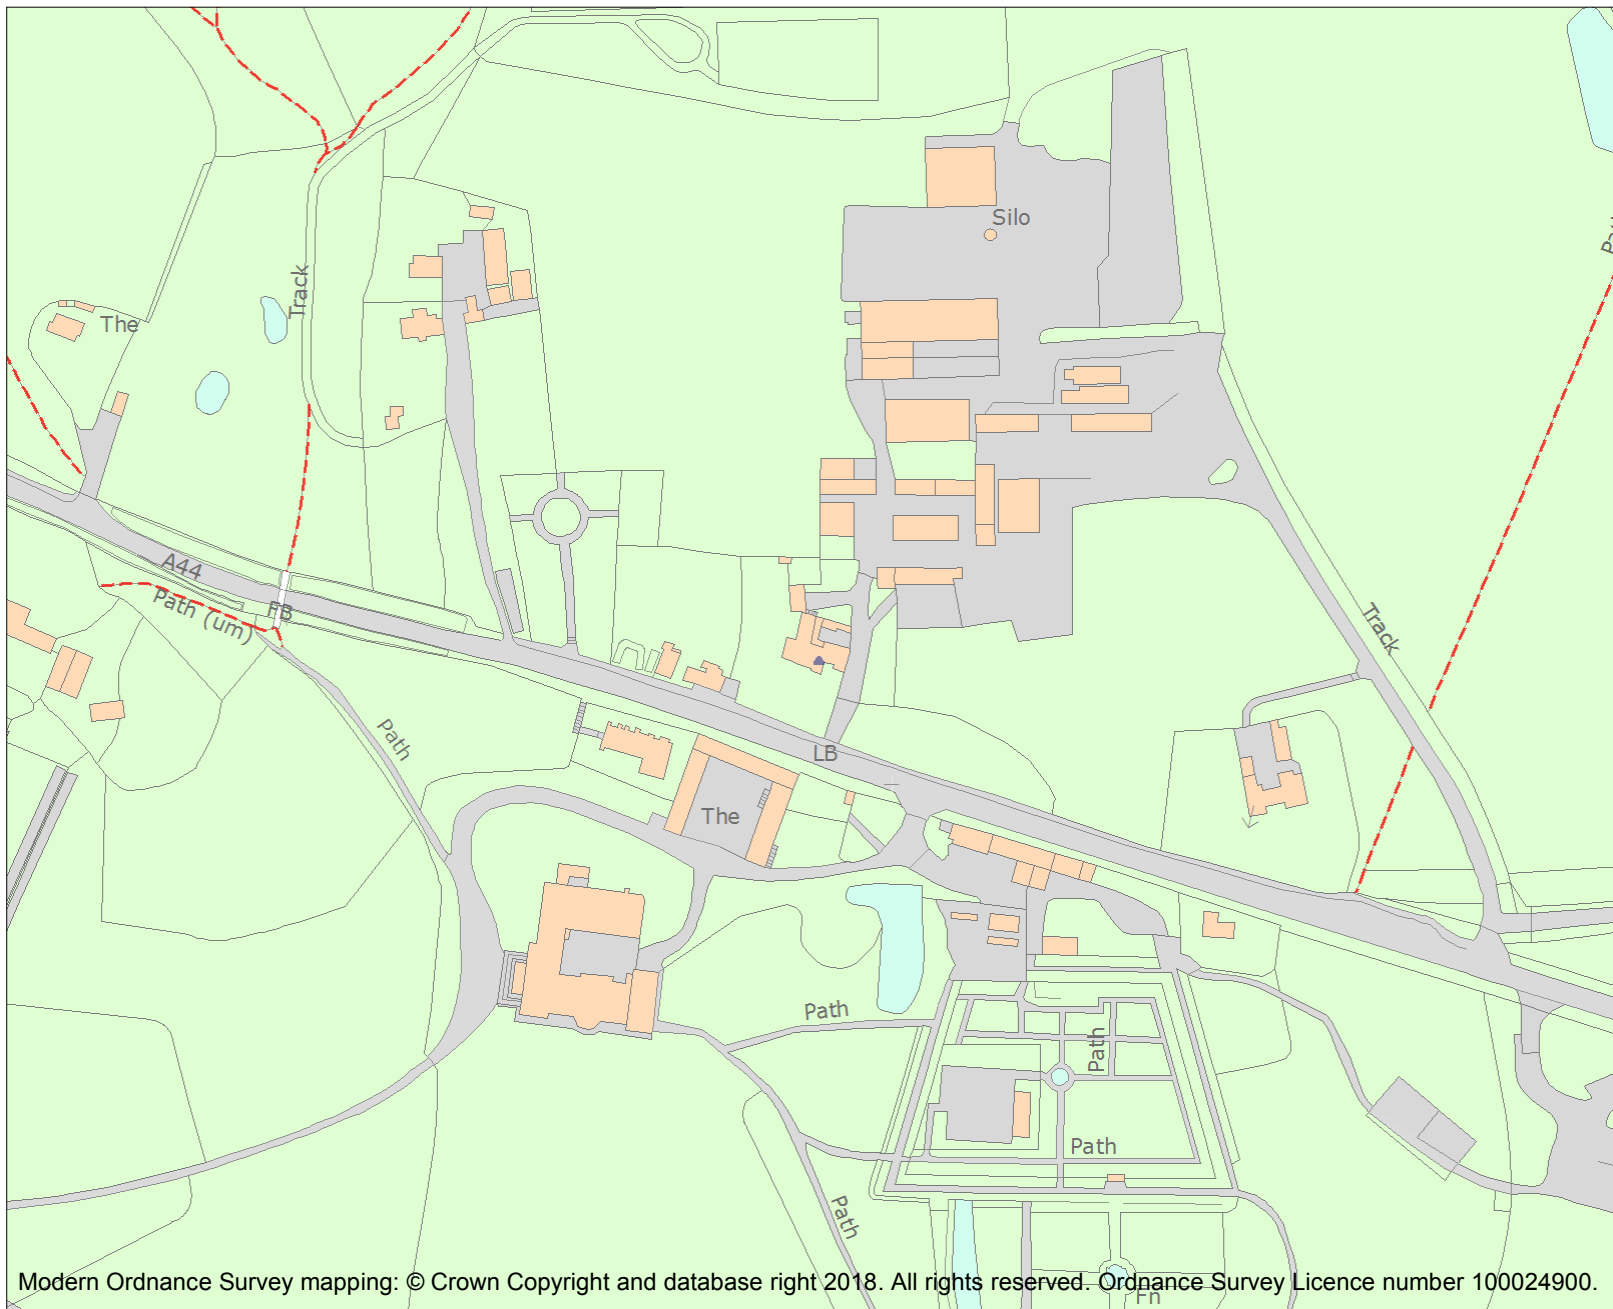 Silo
Track
The
A44
FB
Path (um)
Track
Path
LB
The
Path
Path
Path
Path
Fn
Modern Ordnance Survey mapping: © Crown Copyright and database right 2018. All rights reserved. Ordnance Survey Licence number 100024900.